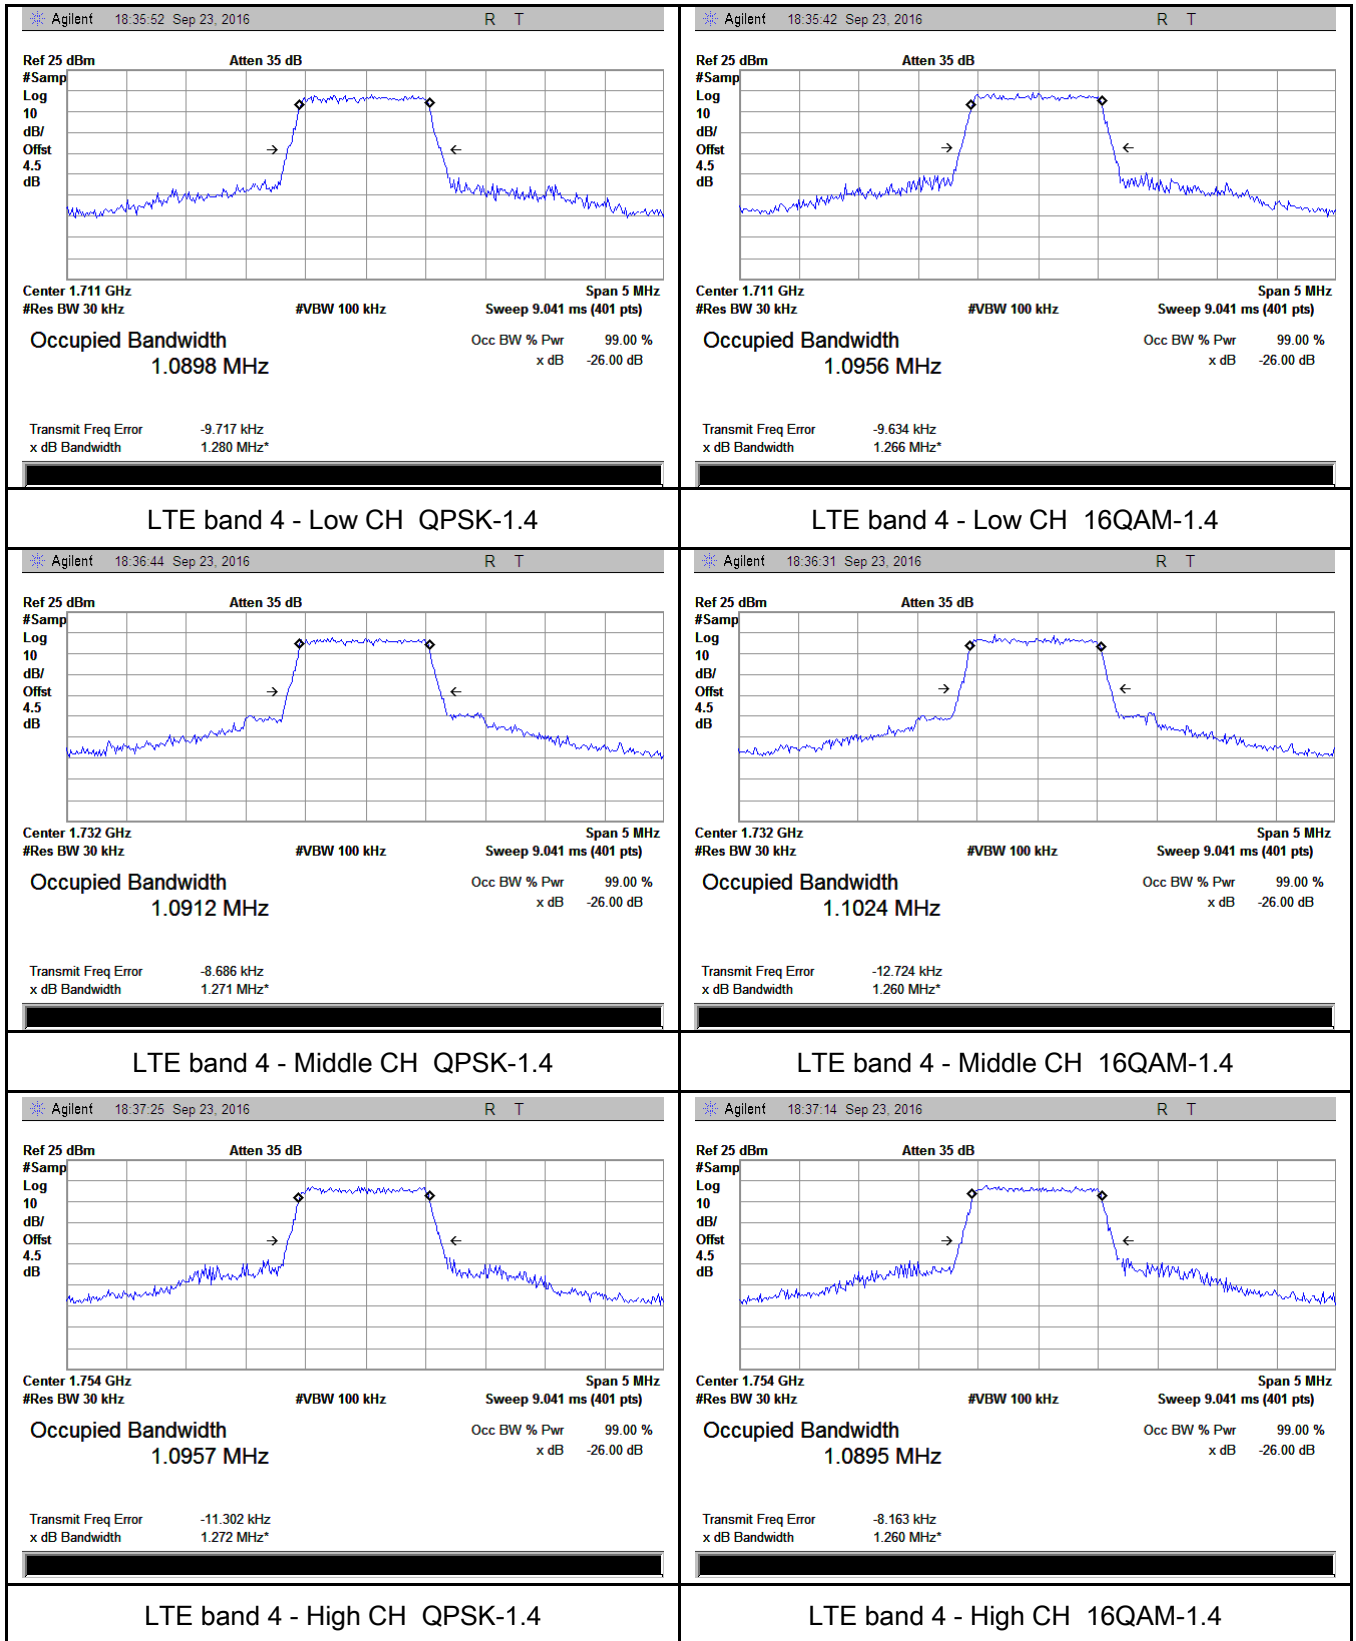 Agilent 18:35:52 Sep 23, 2016 R T
Ref 25 dBm Atten 35 dB
#Samp
Log
10
dB/
Offst
4.5
dB
Center 1.711 GHz Span 5 MHz
#Res BW 30 kHz #VBW 100 kHz Sweep 9.041 ms (401 pts)
Occupied Bandwidth Occ BW % Pwr 99.00 %
1.0898 MHz x dB -26.00 dB
Transmit Freq Error -9.717 kHz
x dB Bandwidth 1.280 MHz*
LTE band 4 - Low CH QPSK-1.4
Agilent 18:35:42 Sep 23, 2016 R T
Ref 25 dBm Atten 35 dB
#Samp
Log
10
dB/
Offst
4.5
dB
Center 1.711 GHz Span 5 MHz
#Res BW 30 kHz #VBW 100 kHz Sweep 9.041 ms (401 pts)
Occupied Bandwidth Occ BW % Pwr 99.00 %
1.0956 MHz x dB -26.00 dB
Transmit Freq Error -9.634 kHz
x dB Bandwidth 1.266 MHz*
LTE band 4 - Low CH 16QAM-1.4
Agilent 18:36:44 Sep 23, 2016 R T
Ref 25 dBm Atten 35 dB
#Samp
Log
10
dB/
Offst
4.5
dB
Center 1.732 GHz Span 5 MHz
#Res BW 30 kHz #VBW 100 kHz Sweep 9.041 ms (401 pts)
Occupied Bandwidth Occ BW % Pwr 99.00 %
1.0912 MHz x dB -26.00 dB
Transmit Freq Error -8.686 kHz
x dB Bandwidth 1.271 MHz*
LTE band 4 - Middle CH QPSK-1.4
Agilent 18:36:31 Sep 23, 2016 R T
Ref 25 dBm Atten 35 dB
#Samp
Log
10
dB/
Offst
4.5
dB
Center 1.732 GHz Span 5 MHz
#Res BW 30 kHz #VBW 100 kHz Sweep 9.041 ms (401 pts)
Occupied Bandwidth Occ BW % Pwr 99.00 %
1.1024 MHz x dB -26.00 dB
Transmit Freq Error -12.724 kHz
x dB Bandwidth 1.260 MHz*
LTE band 4 - Middle CH 16QAM-1.4
Agilent 18:37:25 Sep 23, 2016 R T
Ref 25 dBm Atten 35 dB
#Samp
Log
10
dB/
Offst
4.5
dB
Center 1.754 GHz Span 5 MHz
#Res BW 30 kHz #VBW 100 kHz Sweep 9.041 ms (401 pts)
Occupied Bandwidth Occ BW % Pwr 99.00 %
1.0957 MHz x dB -26.00 dB
Transmit Freq Error -11.302 kHz
x dB Bandwidth 1.272 MHz*
LTE band 4 - High CH QPSK-1.4
Agilent 18:37:14 Sep 23, 2016 R T
Ref 25 dBm Atten 35 dB
#Samp
Log
10
dB/
Offst
4.5
dB
Center 1.754 GHz Span 5 MHz
#Res BW 30 kHz #VBW 100 kHz Sweep 9.041 ms (401 pts)
Occupied Bandwidth Occ BW % Pwr 99.00 %
1.0895 MHz x dB -26.00 dB
Transmit Freq Error -8.163 kHz
x dB Bandwidth 1.260 MHz*
LTE band 4 - High CH 16QAM-1.4